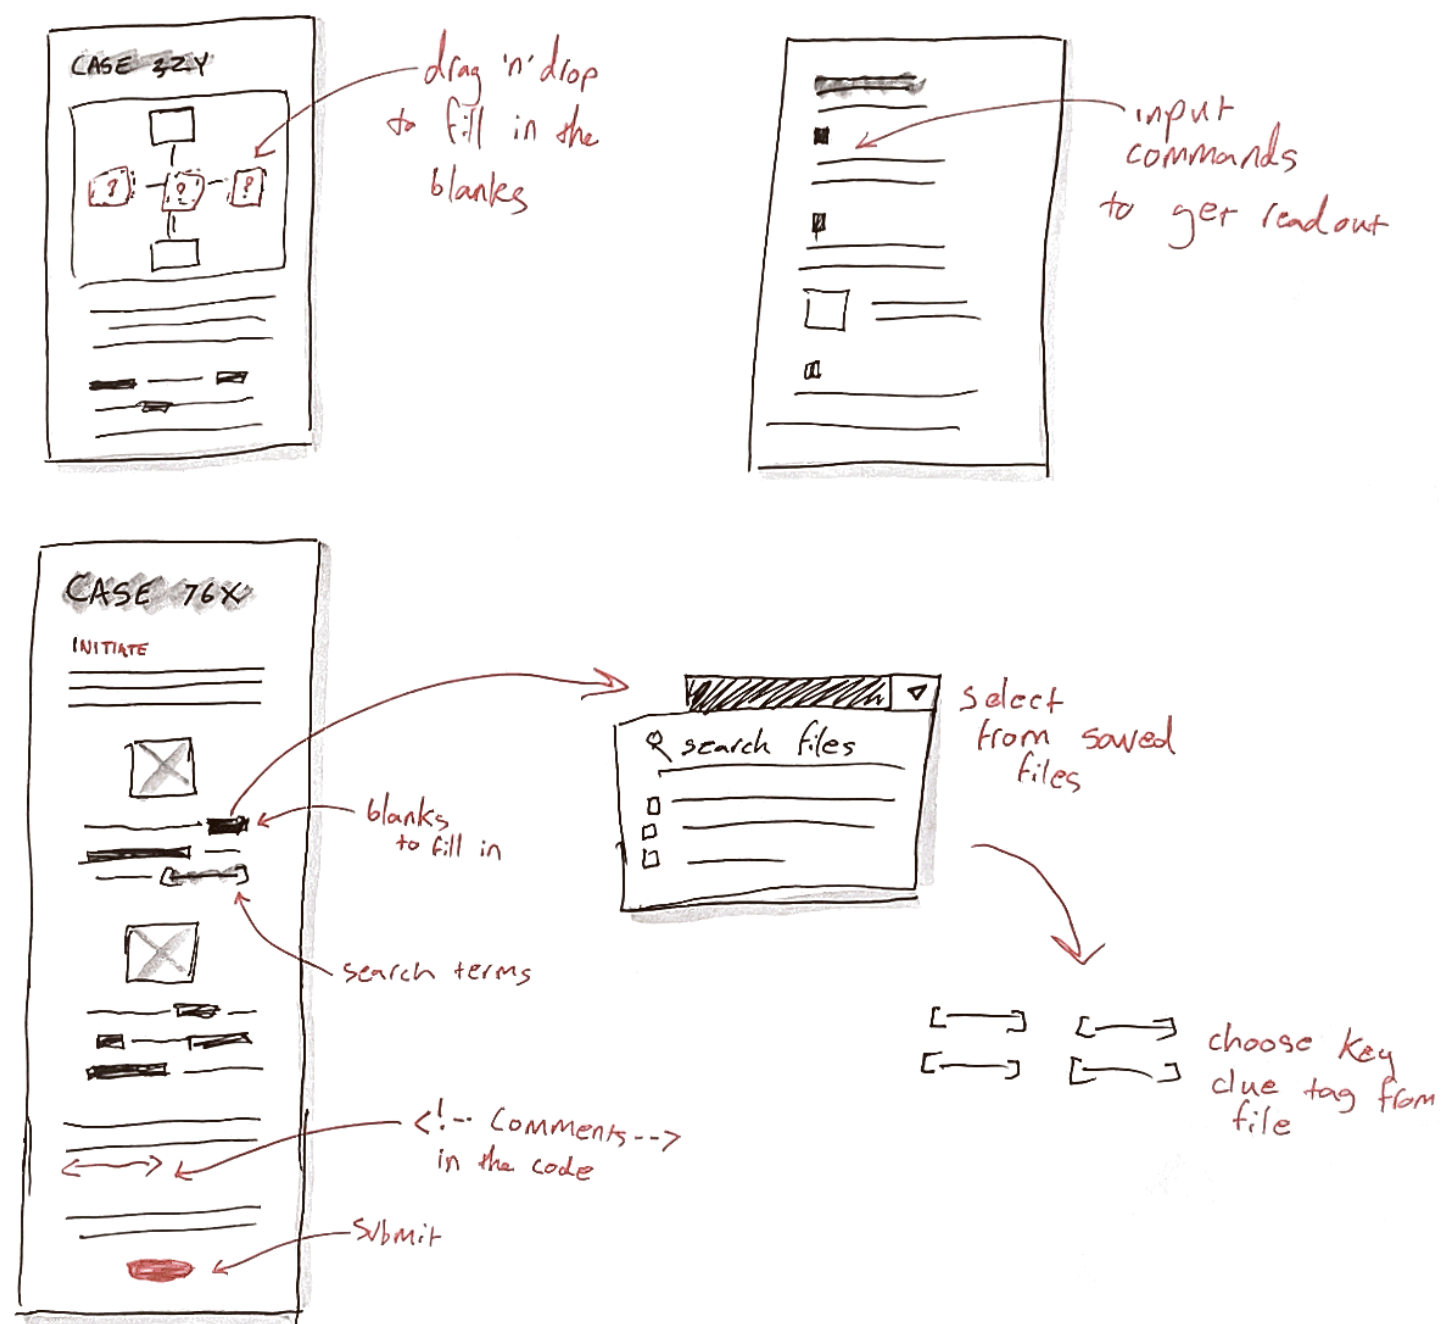 CASE 32Y
drag 'n' drop
to fill in the
blanks
?
?
?
input
commands
to get readout
CASE 76X
INITIATE
blanks
to fill in
search terms
<!-- Comments -->
in the code
submit
search files
select
from saved
files
choose key
clue tag from
file